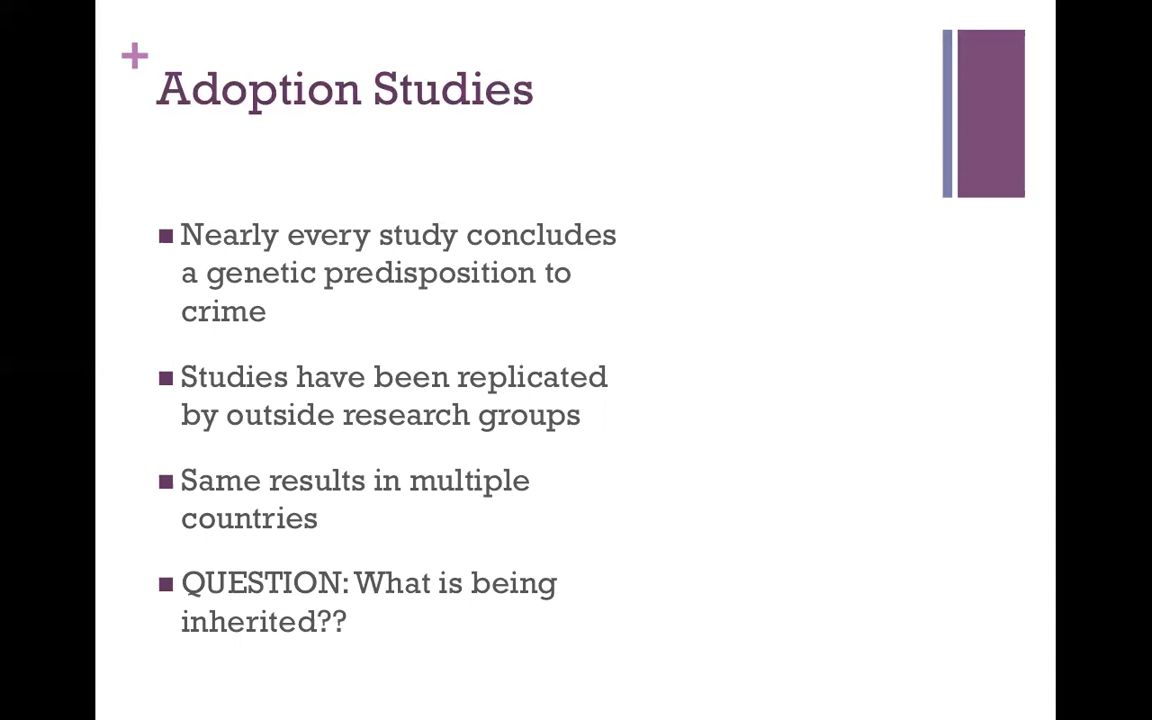 +
Adoption Studies
■ Nearly every study concludes
a genetic predisposition to
crime
■ Studies have been replicated
by outside research groups
■ Same results in multiple
countries
■ QUESTION: What is being
inherited??